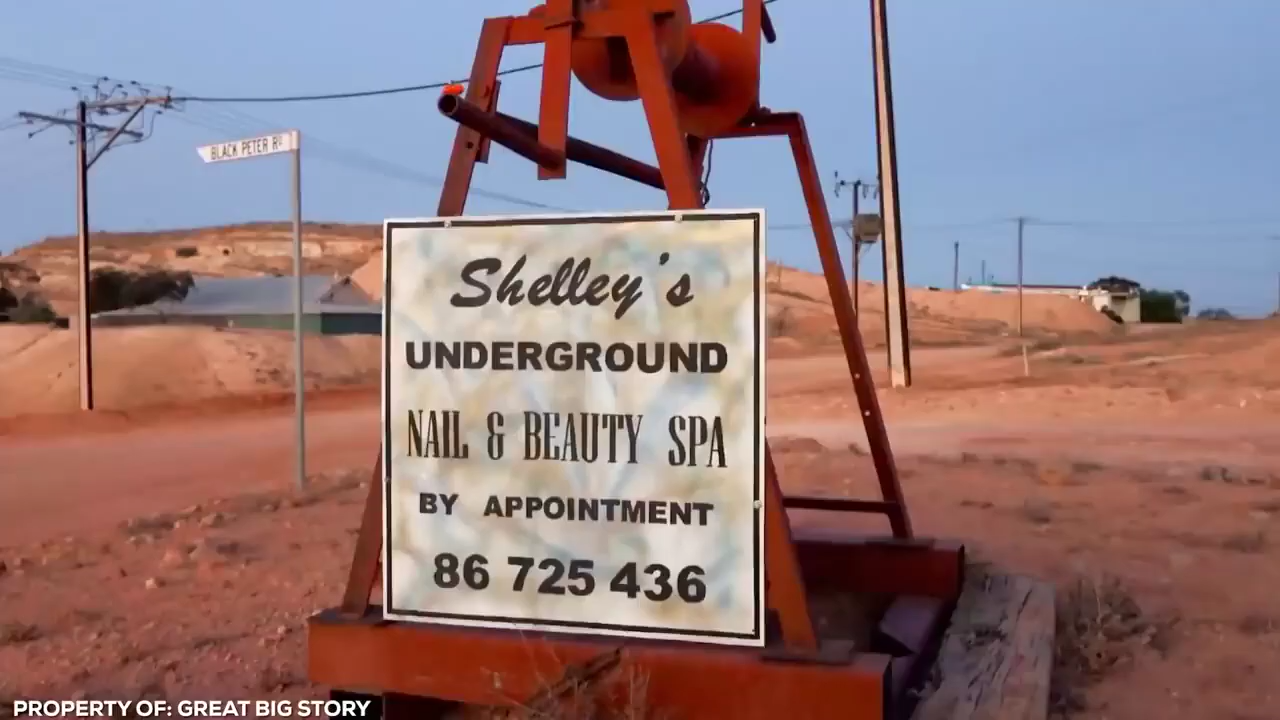 BLACK PETER RD
Shelley's
UNDERGROUND
NAIL & BEAUTY SPA
BY APPOINTMENT
86 725 436
PROPERTY OF: GREAT BIG STORY